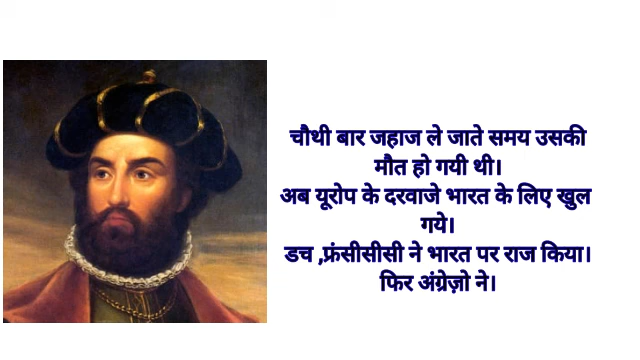 चौथी बार जहाज ले जाते समय उसकी
मौत हो गयी थी।
अब यूरोप के दरवाजे भारत के लिए खुल
गये।
डच ,फ्रंसीसीसी ने भारत पर राज किया।
फिर अंग्रेज़ो ने।